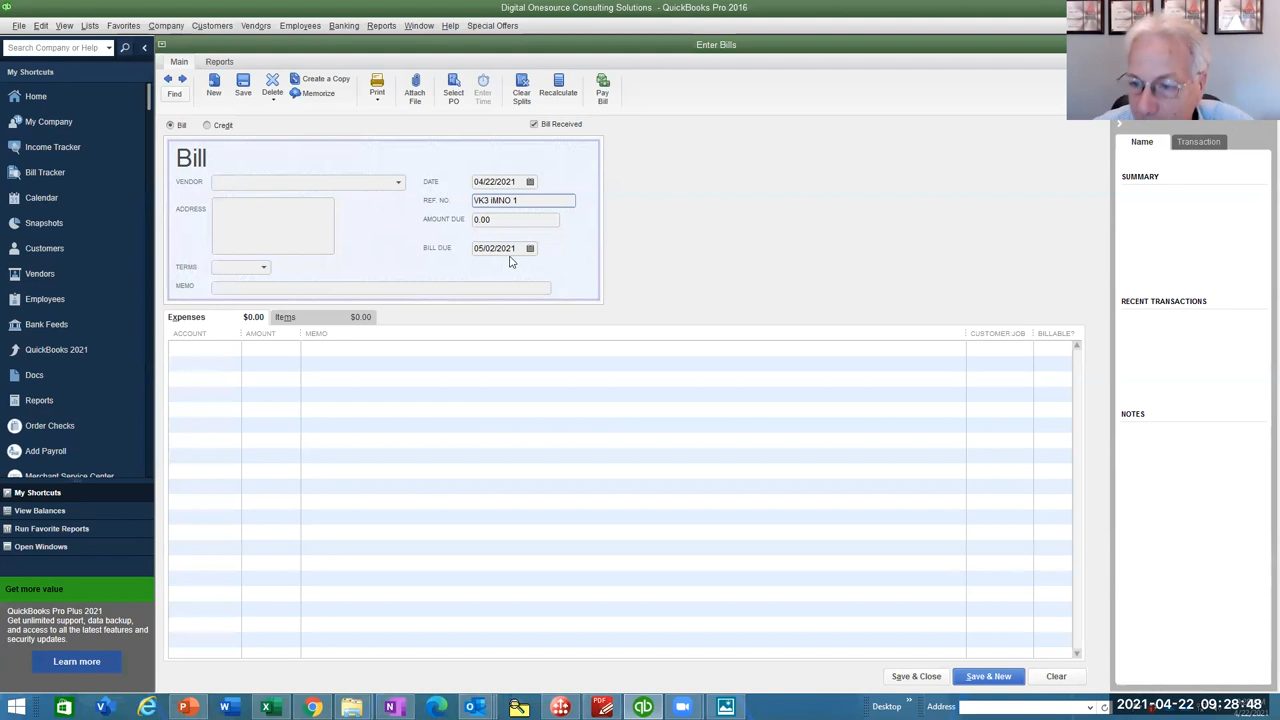 Digital Onesource Consulting Solutions. - QuickBooks Pro 2016
File Edit View Lists Favorites Company Customers Vendors Employees Banking Reports Window Help Special Offers
Search Company or Help
Enter Bills
My Shortcuts
Home
My Company
Income Tracker
Bill Tracker
Calendar
Snapshots
Customers
Vendors
Employees
Bank Feeds
QuickBooks 2021
Docs
Reports
Order Checks
Add Payroll
Merchant Service Center
My Shortcuts
View Balances
Run Favorite Reports
Open Windows
Get more value
QuickBooks Pro Plus 2021
Get unlimited support, data backup,
and access to all the latest features and
security updates.
Learn more
Main Reports
Find
New
Save
Delete
Create a Copy
Memorize
Print
Attach
File
Select
PO
Enter
Time
Clear
Splits
Recalculate
Pay
Bill
Bill Credit Bill Received
Bill
VENDOR
DATE 04/22/2021
REF. NO. VK3 iMNO 1
ADDRESS
AMOUNT DUE 0.00
BILL DUE 05/02/2021
TERMS
MEMO
Expenses $0.00 Items $0.00
ACCOUNT AMOUNT MEMO CUSTOMER:JOB BILLABLE?
Save & Close Save & New Clear
Name Transaction
SUMMARY
RECENT TRANSACTIONS
NOTES
Desktop Address
2021-04-22 09:28:48